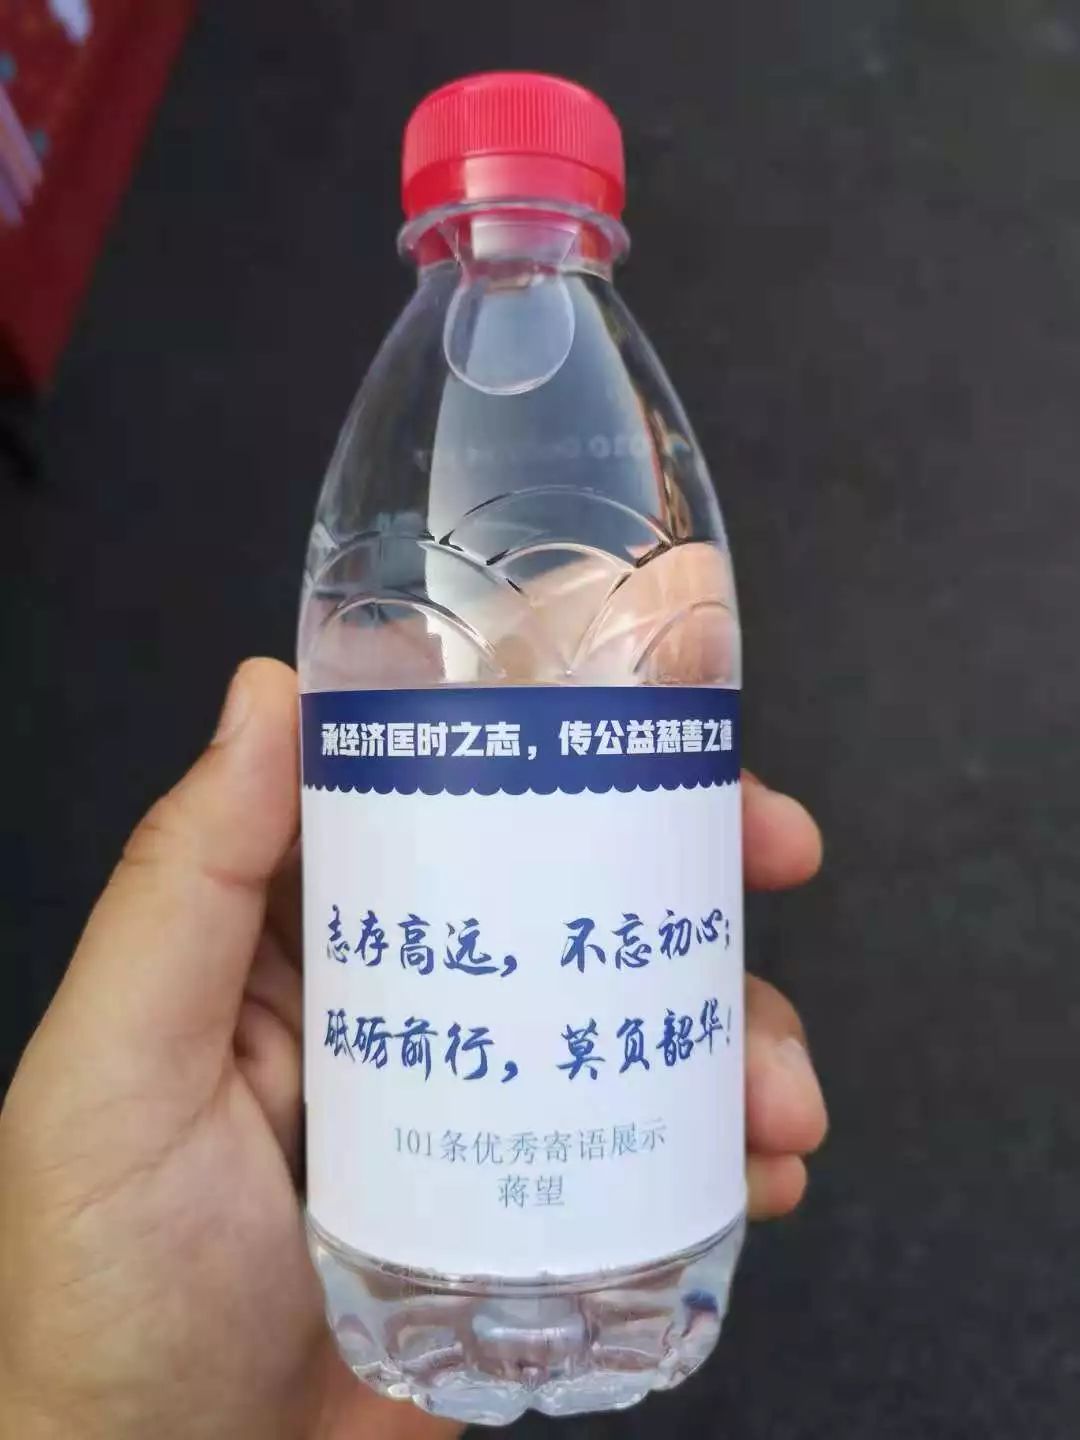 承经济匡时之志，传公益慈善之德
志存高远，不忘初心；
砥砺前行，莫负韶华！
101条优秀寄语展示
蒋望